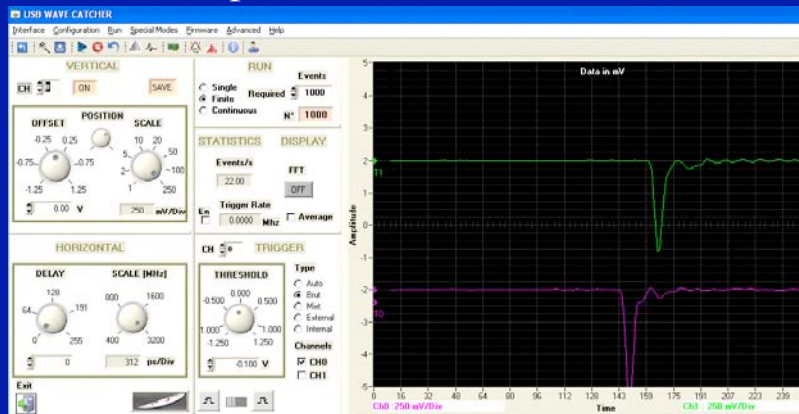 USB WAVE CATCHER
Interface Configuration Run Special Modes Firmware Advanced Help
VERTICAL
CH
ON
SAVE
OFFSET
POSITION
SCALE
-0.25 0.25
-0.75 0.75
-1.25 1.25
10 20
5 50
2 100
1 250
0.00 V
250 mV/Div
RUN
Single
Finite
Continuous
Events
Required 1000
N° 1000
STATISTICS DISPLAY
Events/s
22.00
FFT
OFF
Trigger Rate
En 0.0000 Mhz
Average
HORIZONTAL
DELAY
128
64 191
0 255
0
SCALE [MHz]
800 1600
400 3200
312 ps/Div
Exit
CH 0 TRIGGER
THRESHOLD
0.000
-0.500 0.500
1.000 1.000
-1.250 1.250
-0.100 V
Type
Auto
Brut
Mixt
External
Internal
Channels
CH0
CH1
Data in mV
Amplitude
5
4
3
2
1
0
-1
-2
-3
-4
-5
T1
T0
0 16 32 48 64 80 96 112 128 143 159 175 191 207 223 239
Ch0 :250 mV/Div
Time
Ch1 : 250 mV/Div